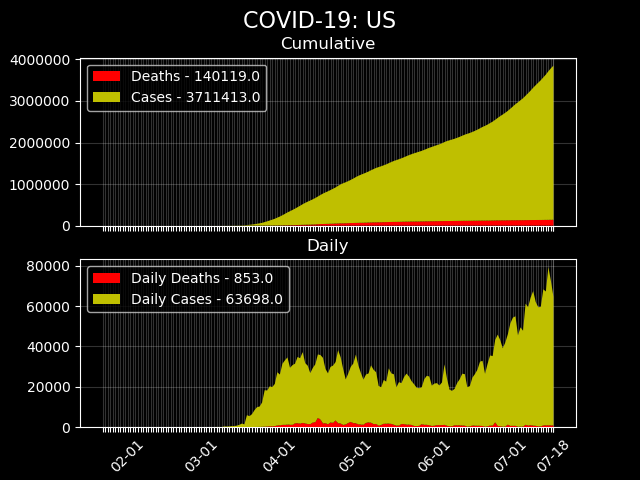 COVID-19: US
Cumulative
4000000
3000000
2000000
1000000
0
Deaths - 140119.0
Cases - 3711413.0
Daily
80000
60000
40000
20000
0
Daily Deaths - 853.0
Daily Cases - 63698.0
02-01 03-01 04-01 05-01 06-01 07-01 07-18